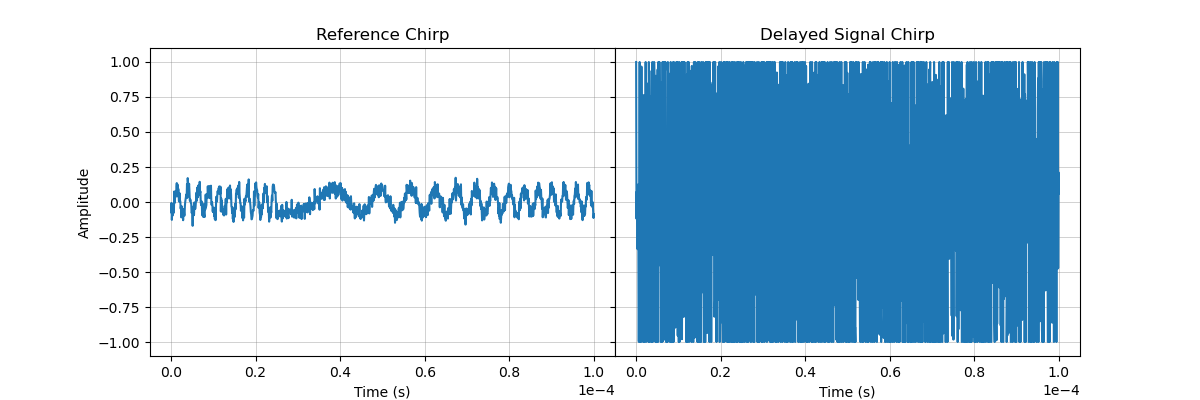 Reference Chirp
Delayed Signal Chirp
Amplitude
1.00
0.75
0.50
0.25
0.00
−0.25
−0.50
−0.75
−1.00
0.0 0.2 0.4 0.6 0.8 1.0
1e−4
Time (s)
0.0 0.2 0.4 0.6 0.8 1.0
1e−4
Time (s)